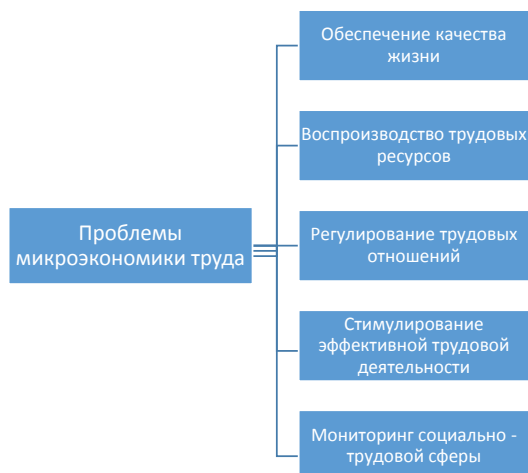 Проблемы
микроэкономики труда
Обеспечение качества
жизни
Воспроизводство трудовых
ресурсов
Регулирование трудовых
отношений
Стимулирование
эффективной трудовой
деятельности
Мониторинг социально -
трудовой сферы